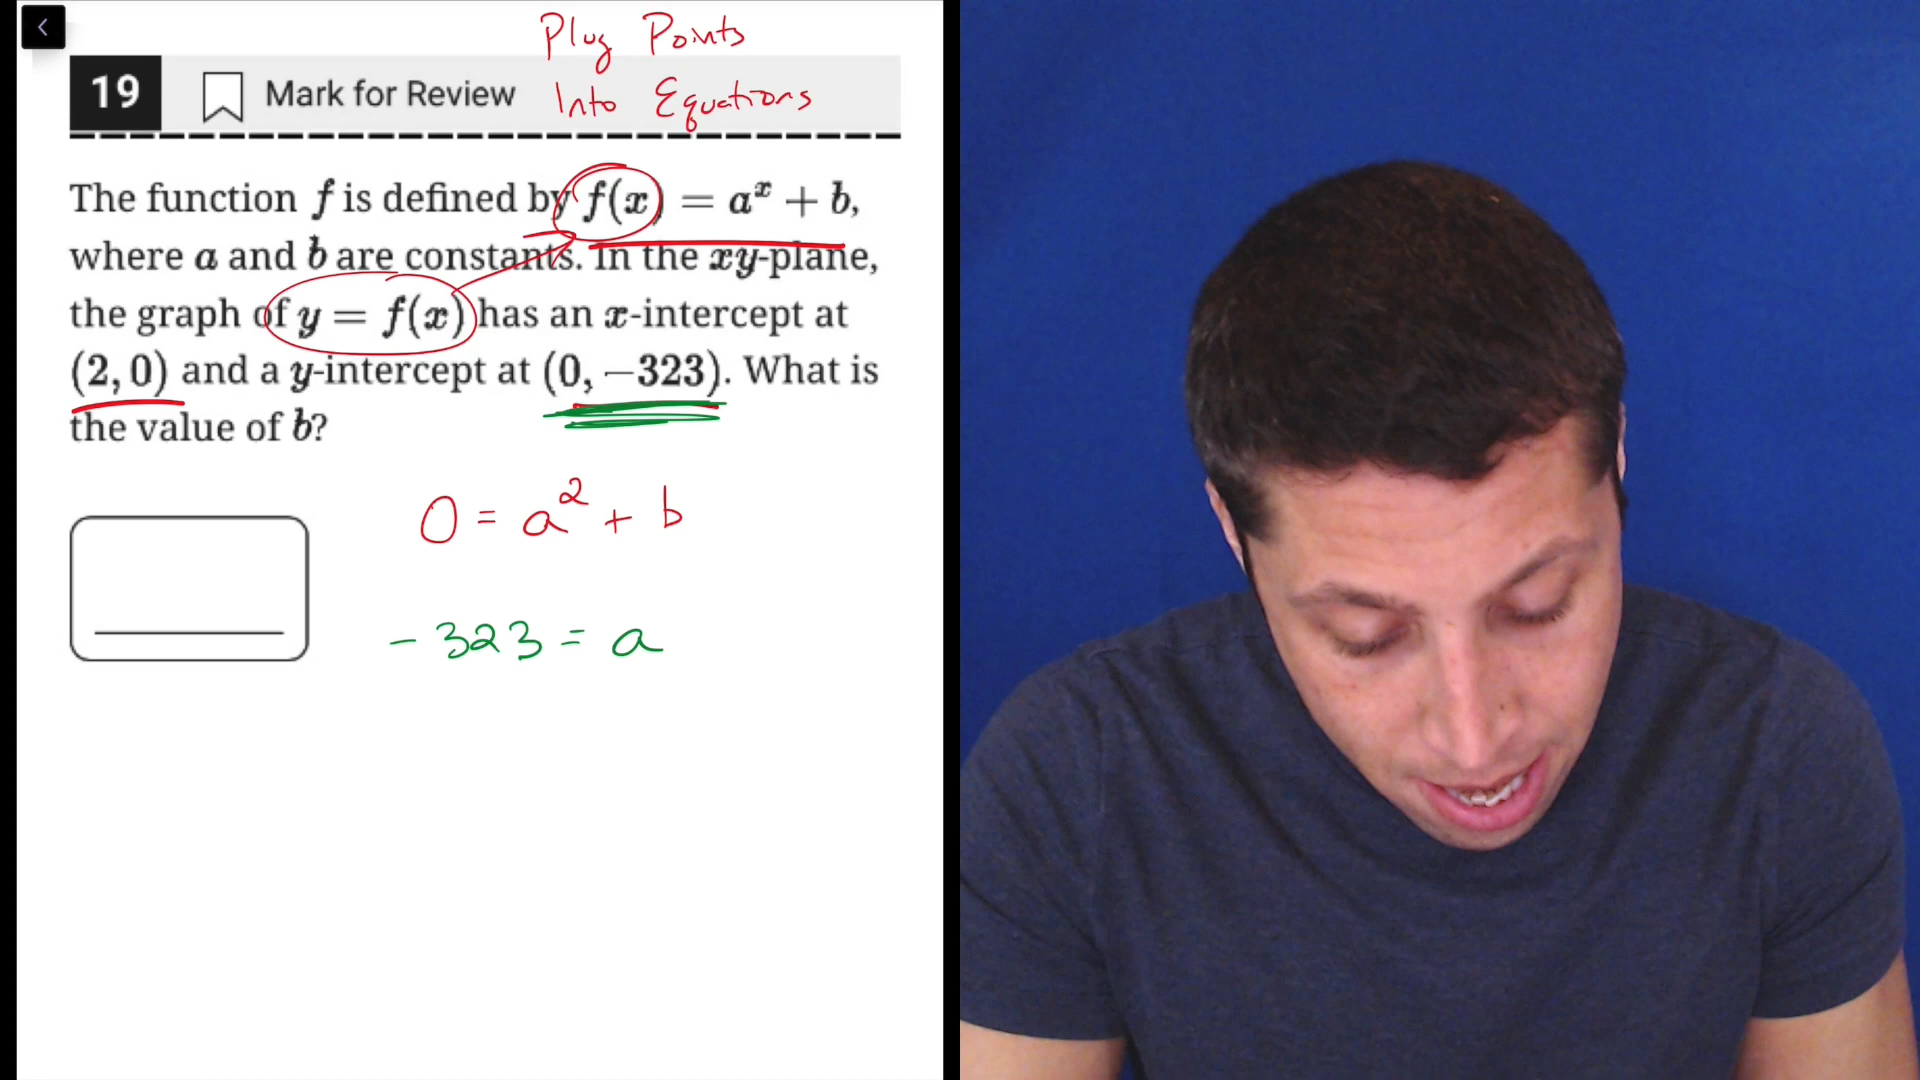 Plug Points
19 Mark for Review Into Equations
The function f is defined by f(x) = aˣ + b,
where a and b are constants. In the xy-plane,
the graph of y = f(x) has an x-intercept at
(2, 0) and a y-intercept at (0, −323). What is
the value of b?
0 = a² + b
- 323 = a